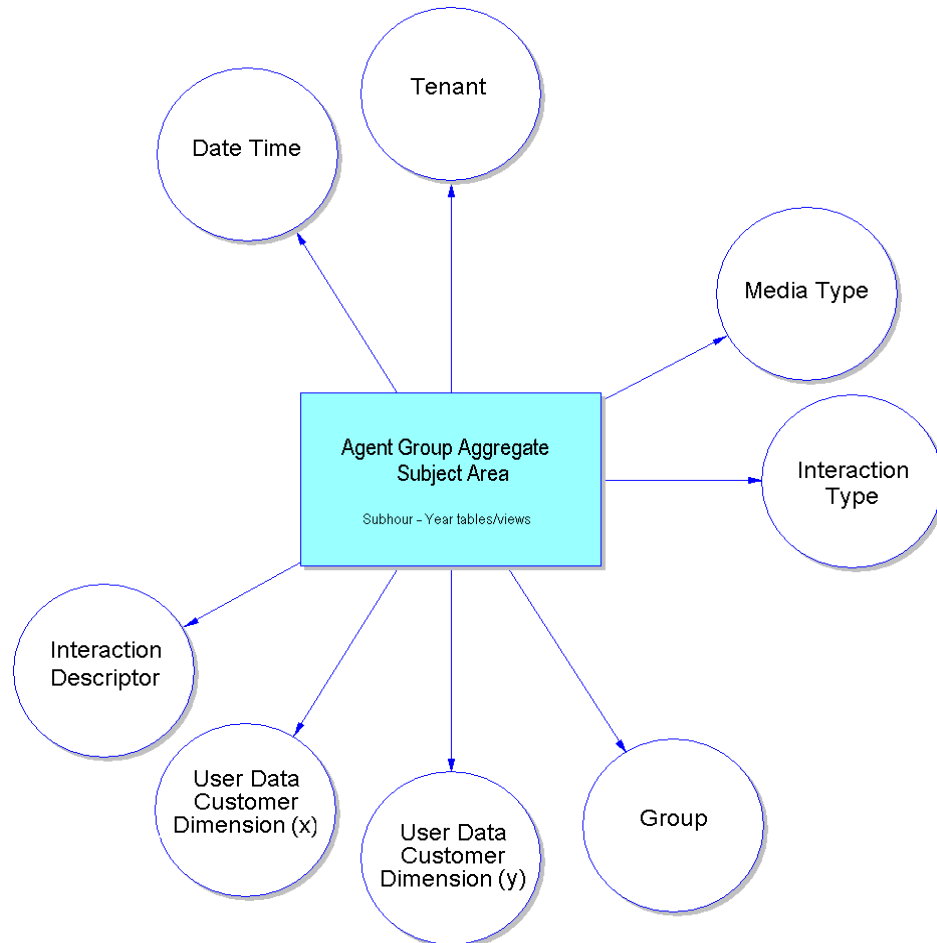 Tenant
Date Time
Media Type
Agent Group Aggregate
Subject Area
Subhour – Year tables/views
Interaction
Type
Interaction
Descriptor
User Data
Customer
Dimension (x)
User Data
Customer
Dimension (y)
Group